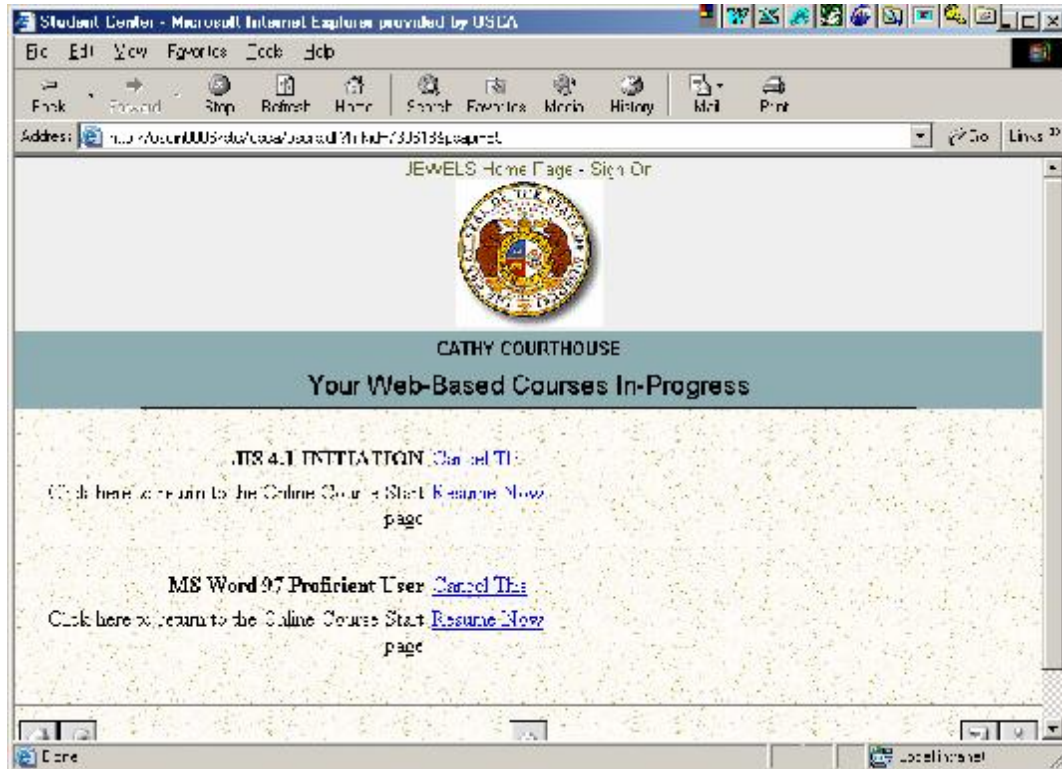 Student Center - Microsoft Internet Explorer provided by OSCA
Edit View Favorites Tools Help
Back Forward Stop Refresh Home Search Favorites Media History Mail Print
Address Go Links »
JEWELS Home Page - Sign On
CATHY COURTHOUSE
Your Web-Based Courses In-Progress
JIS 4.1 INITIATION Cancel Th
Click here to return to the Online Course Start Resume Now
page
MS Word 97 Proficient User Cancel This
Click here to return to the Online Course Start Resume Now
page
Done Local intranet